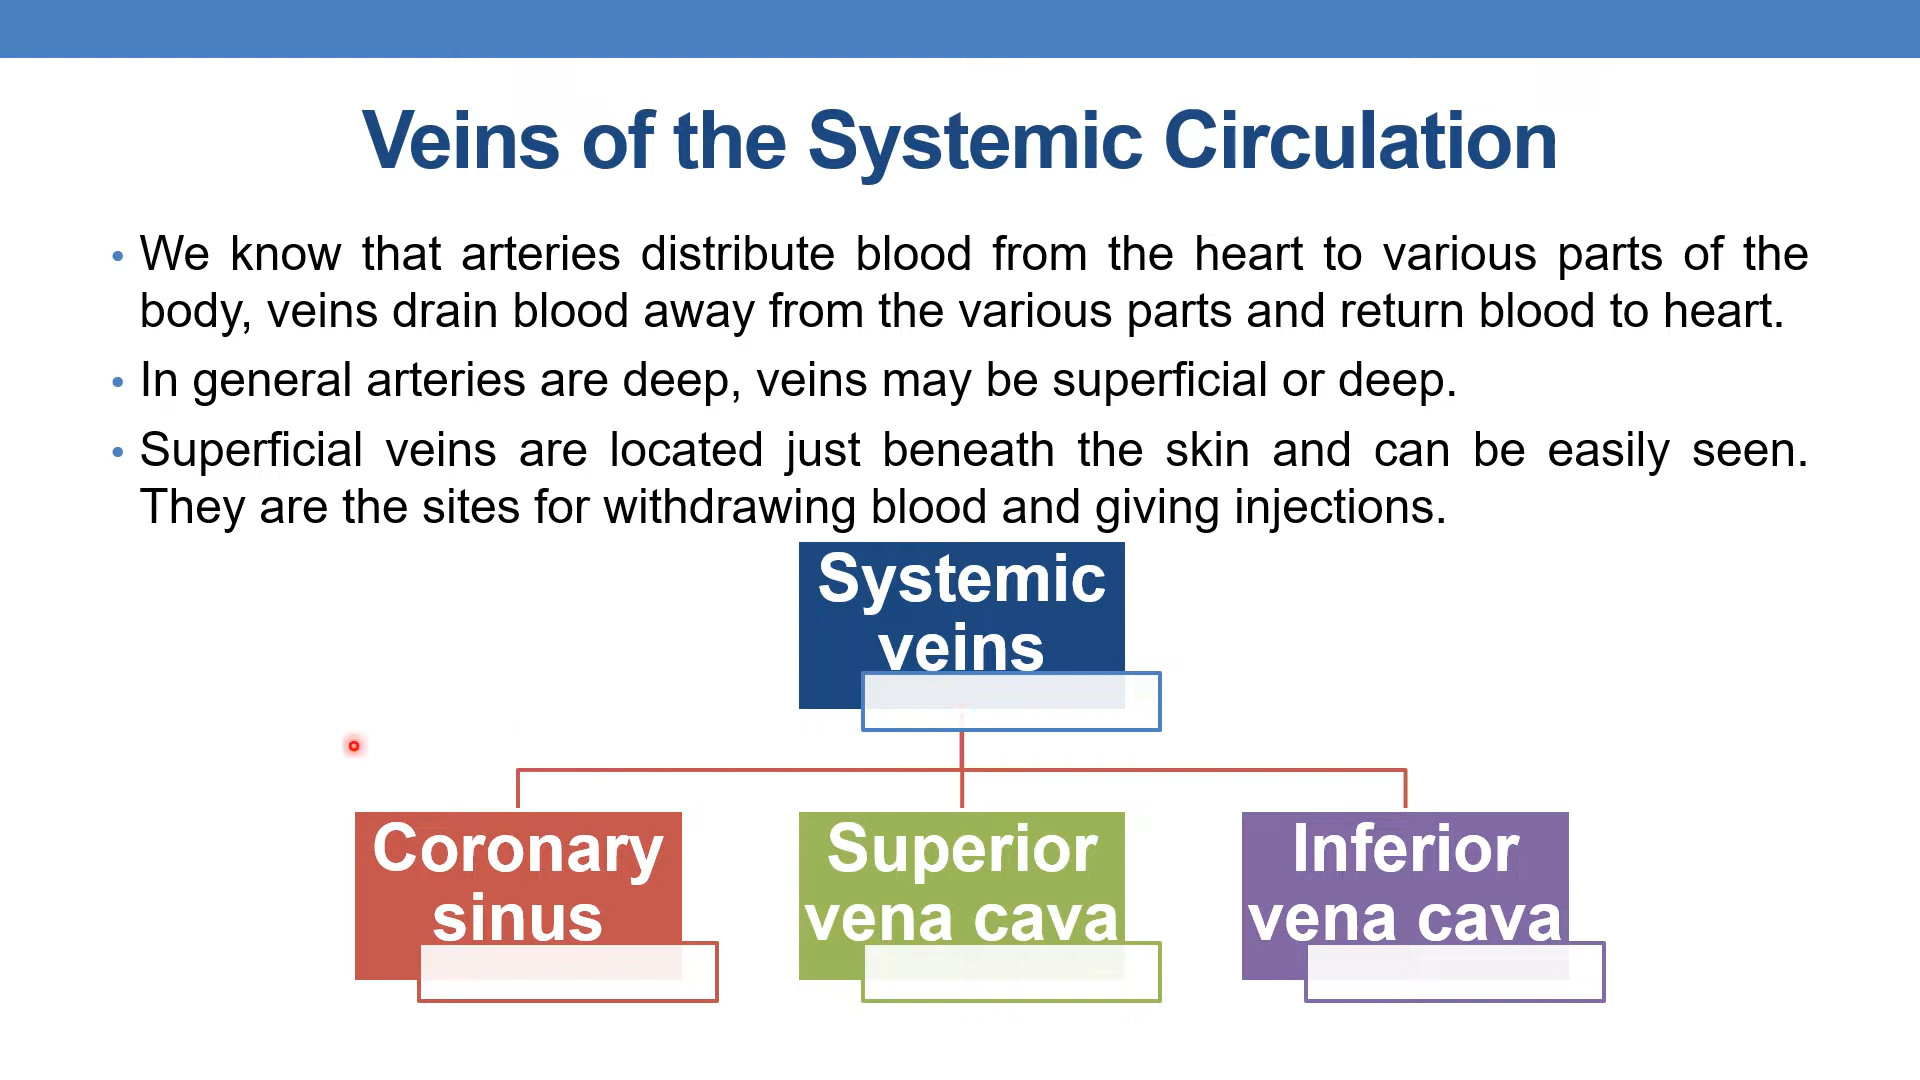 Veins of the Systemic Circulation
• We know that arteries distribute blood from the heart to various parts of the
body, veins drain blood away from the various parts and return blood to heart.
• In general arteries are deep, veins may be superficial or deep.
• Superficial veins are located just beneath the skin and can be easily seen.
They are the sites for withdrawing blood and giving injections.
Systemic
veins
Coronary
sinus
Superior
vena cava
Inferior
vena cava